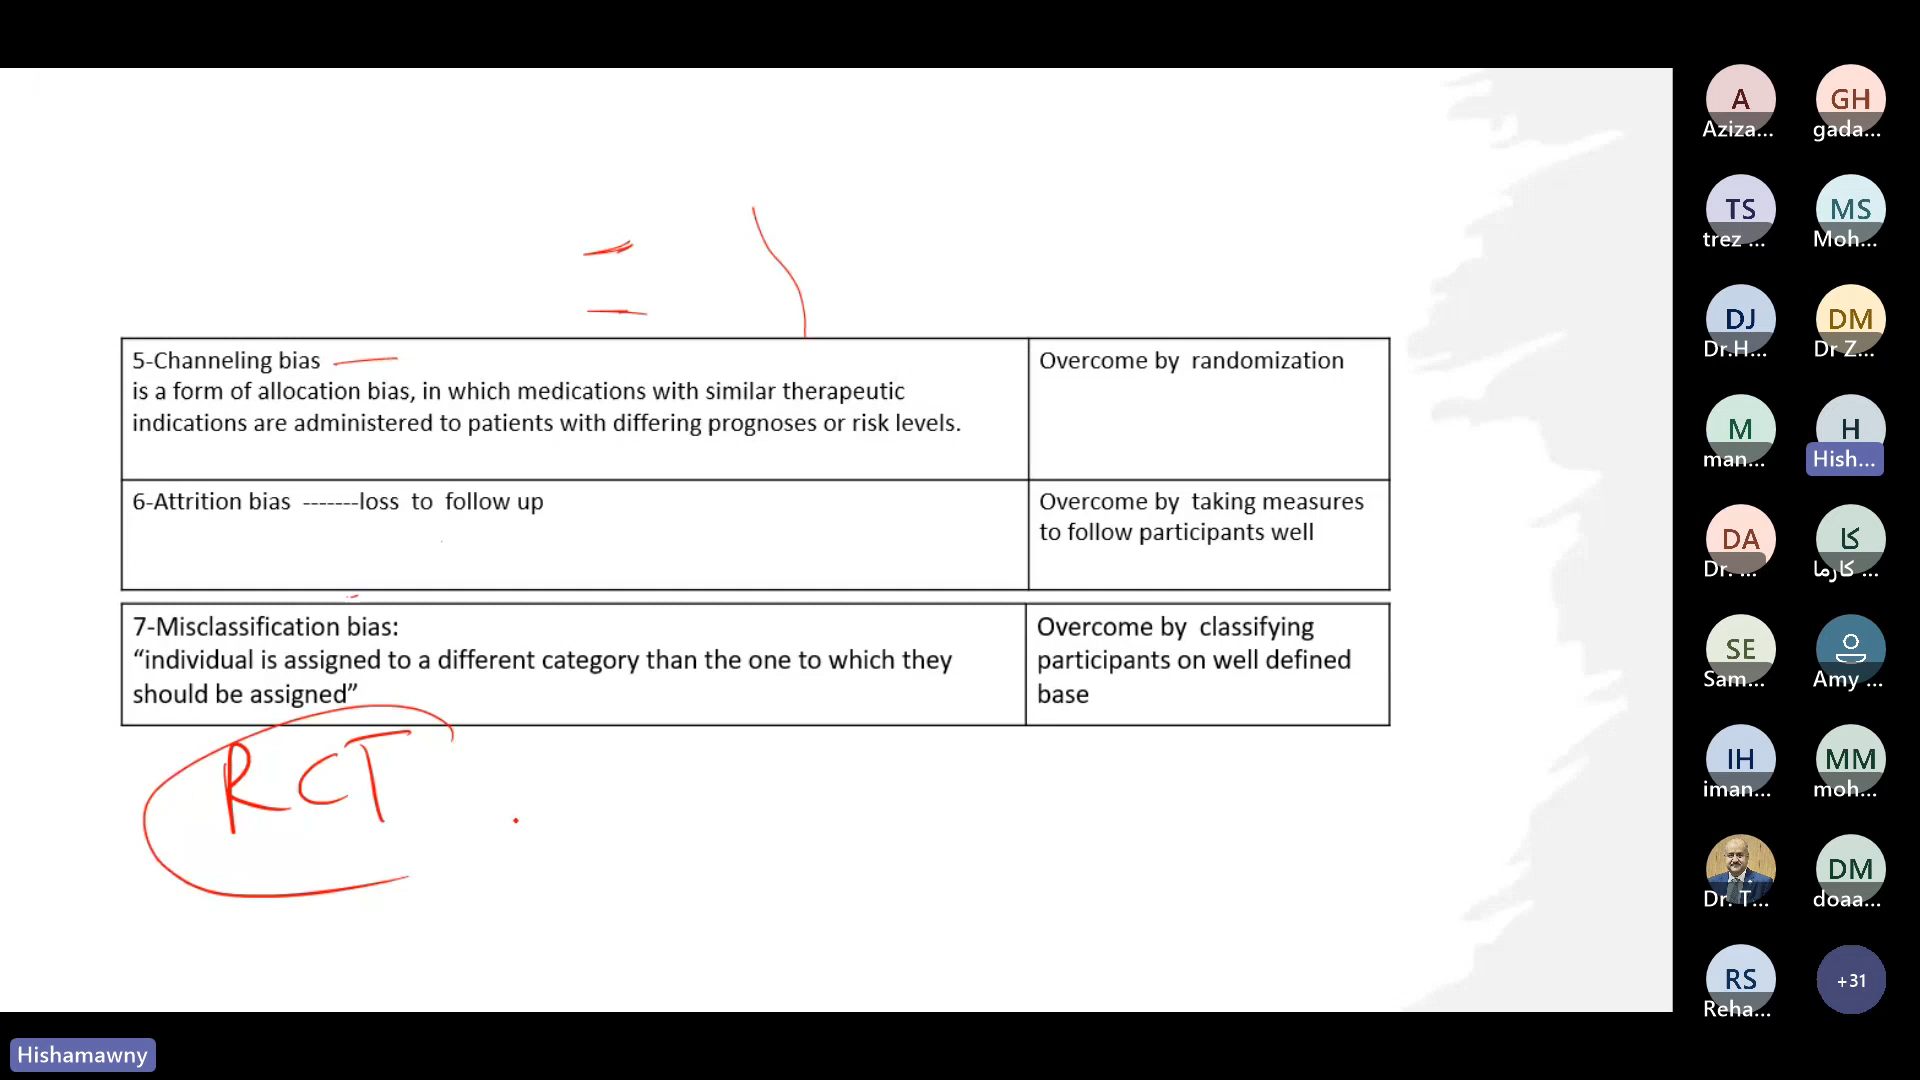 5-Channeling bias
is a form of allocation bias, in which medications with similar therapeutic
indications are administered to patients with differing prognoses or risk levels.
Overcome by randomization
6-Attrition bias -------loss to follow up
Overcome by taking measures
to follow participants well
7-Misclassification bias:
“individual is assigned to a different category than the one to which they
should be assigned”
Overcome by classifying
participants on well defined
base
RCT
A
Aziza...
GH
gada...
TS
trez ...
MS
Moh...
DJ
Dr.H...
DM
Dr Z...
M
man...
H
Hish...
DA
Dr. ...
كا
كارما ...
SE
Sam...
Amy ...
IH
iman...
MM
moh...
Dr. T...
DM
doaa...
RS
Reha...
+31
Hishamawny